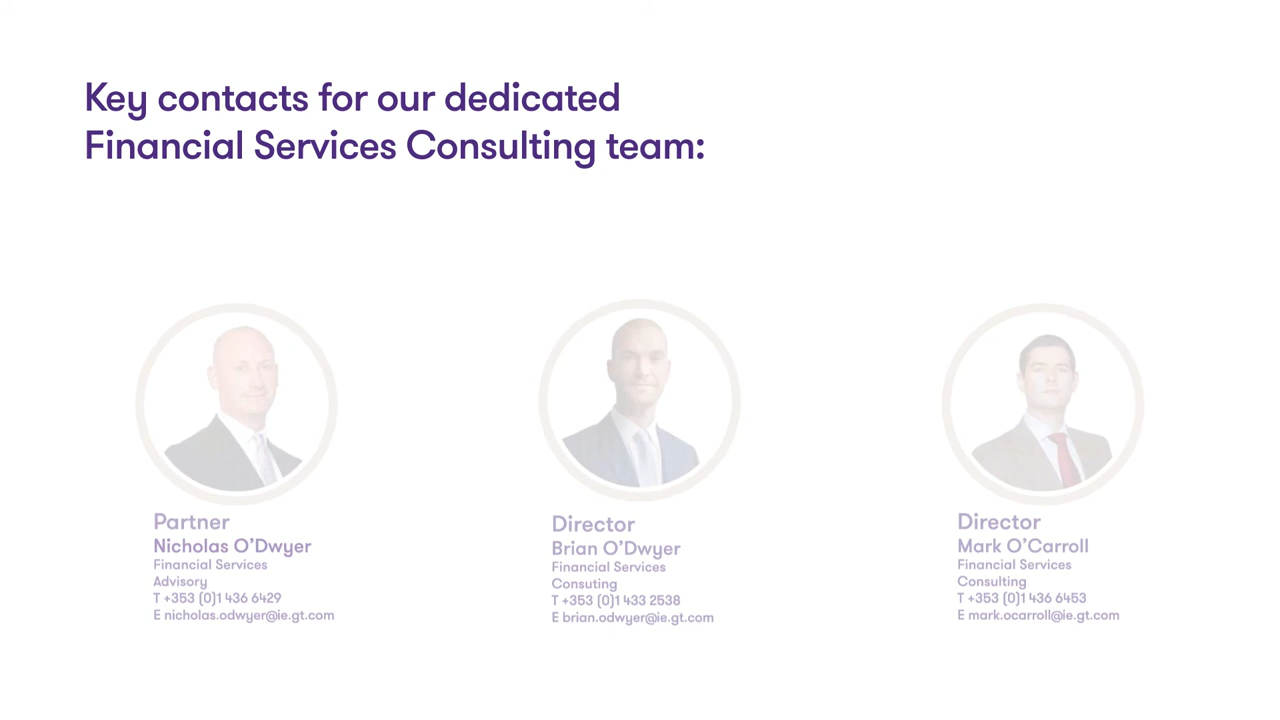 Key contacts for our dedicated
Financial Services Consulting team:
Partner
Nicholas O'Dwyer
Financial Services
Advisory
T +353 (0)1 436 6429
E nicholas.odwyer@ie.gt.com
Director
Brian O'Dwyer
Financial Services
Consuting
T +353 (0)1 433 2538
E brian.odwyer@ie.gt.com
Director
Mark O'Carroll
Financial Services
Consulting
T +353 (0)1 436 6453
E mark.ocarroll@ie.gt.com